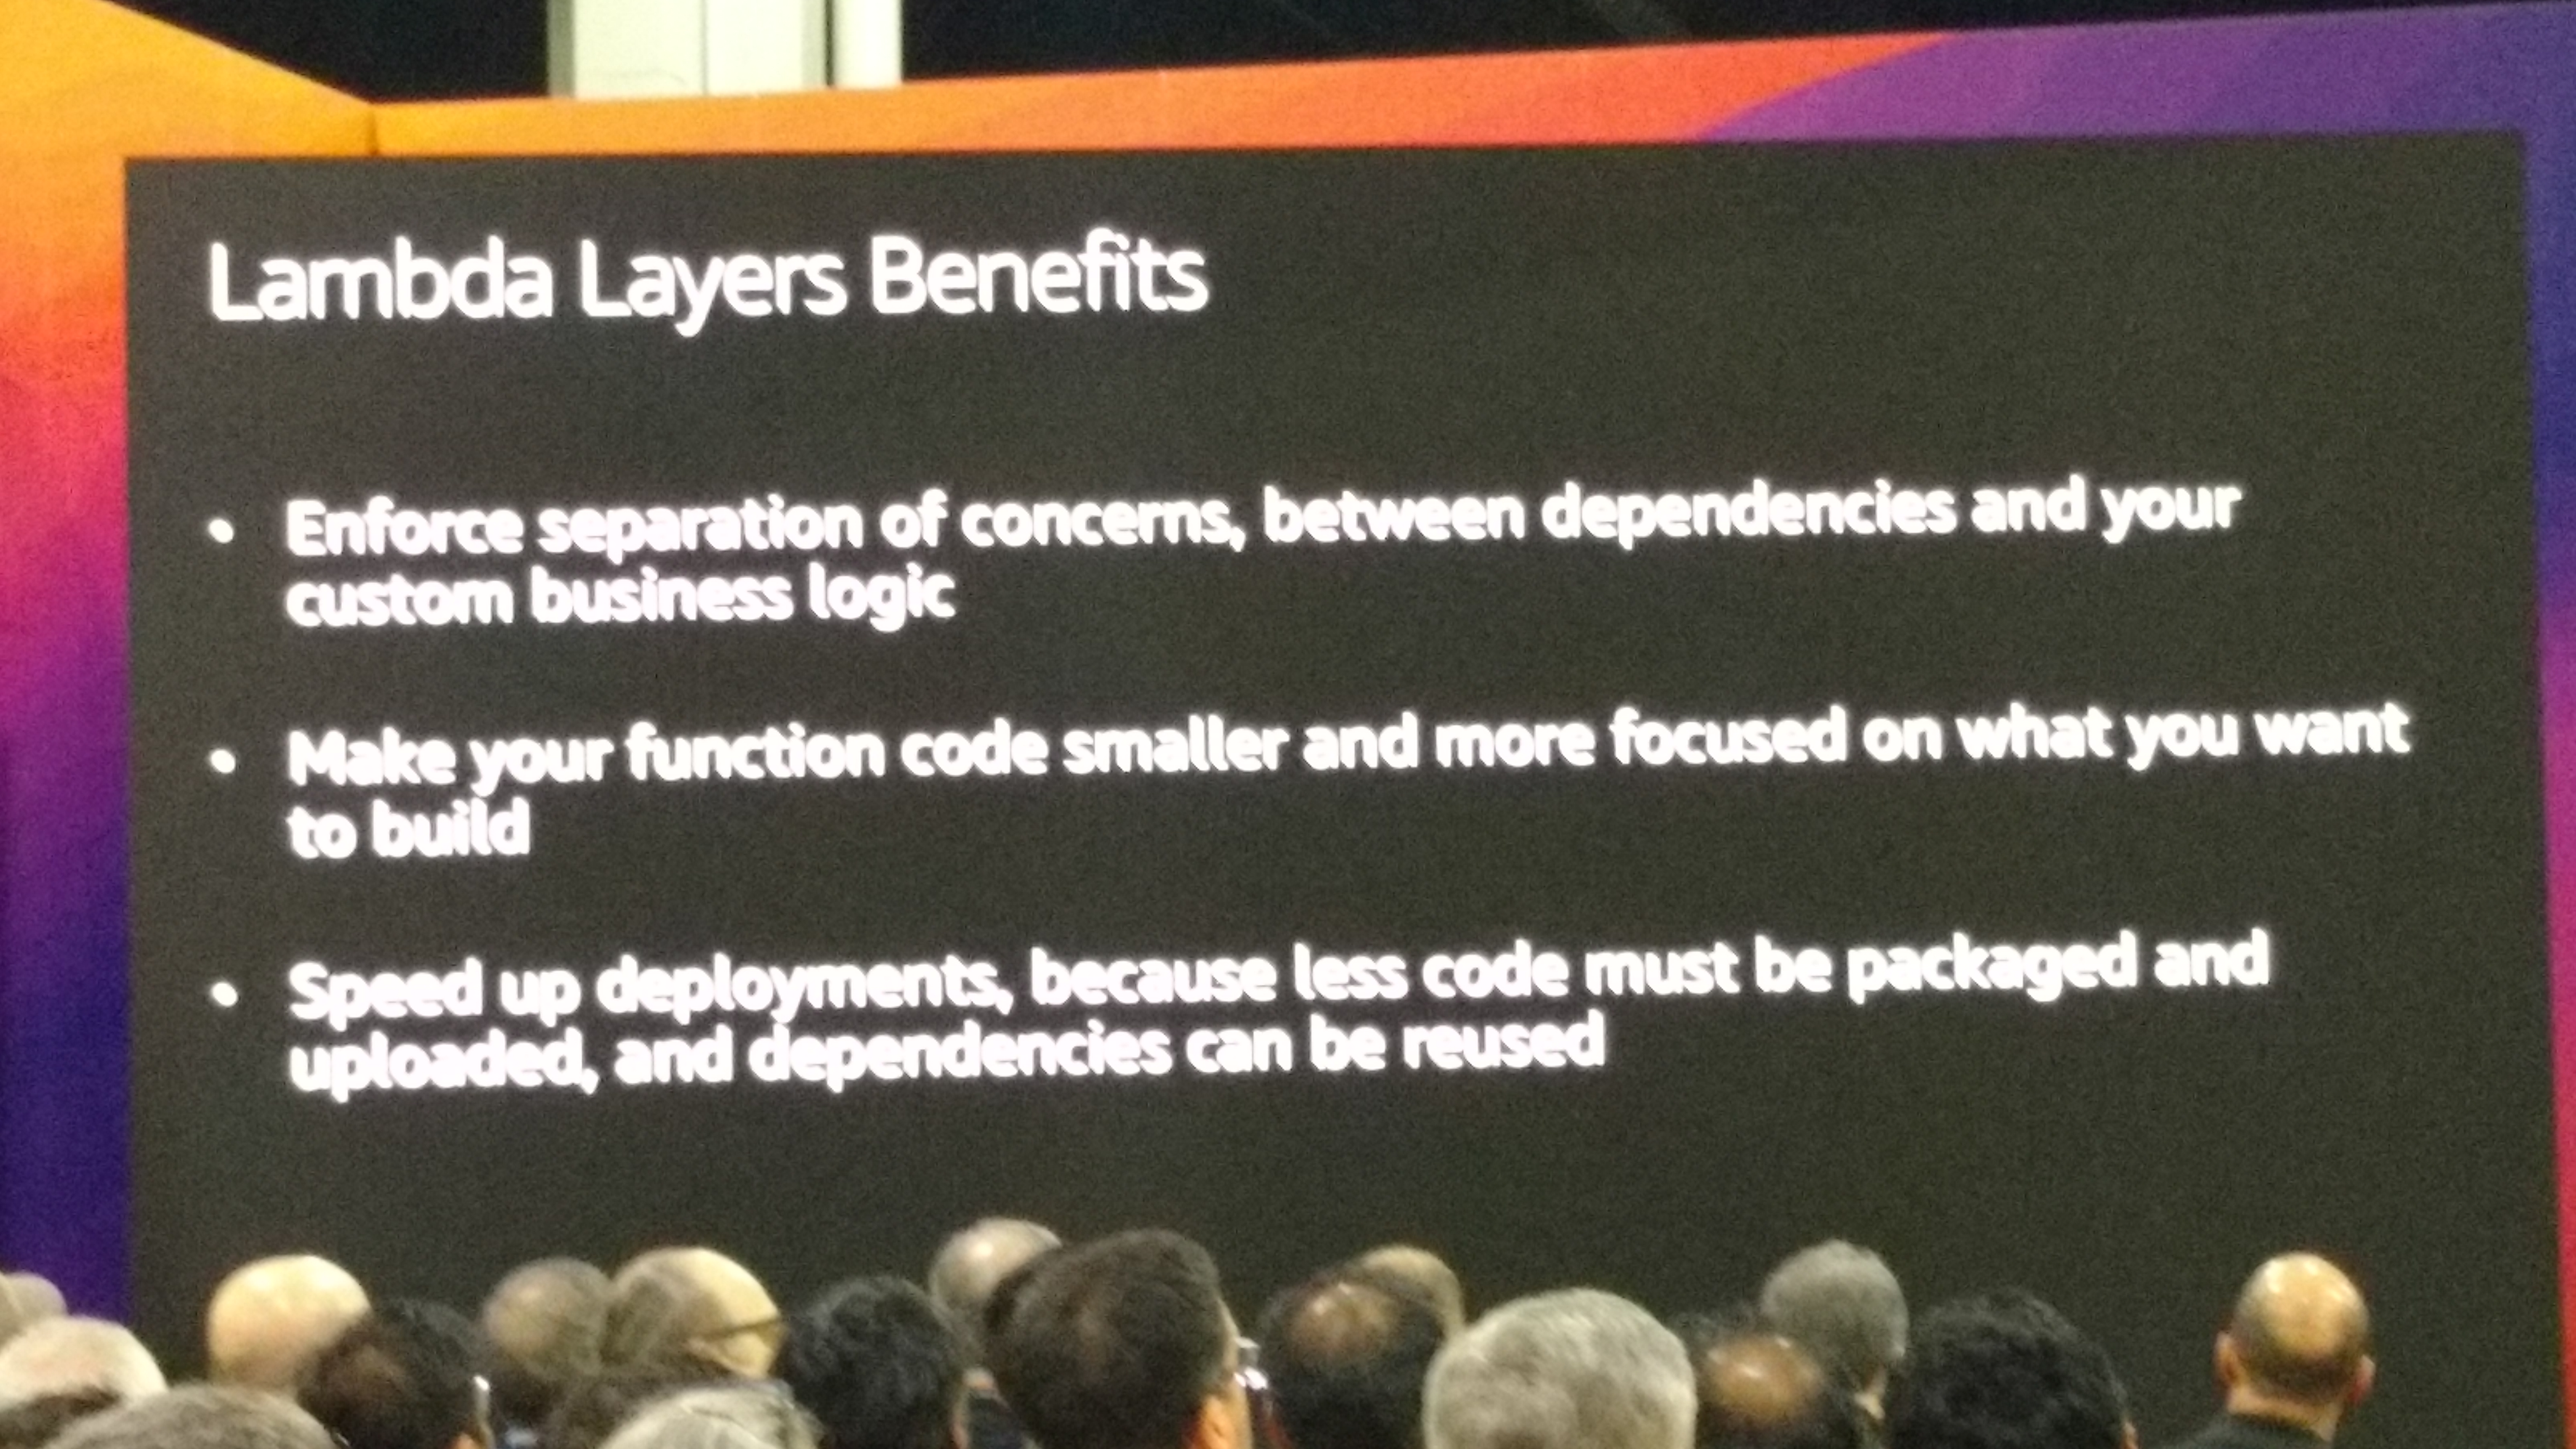 Lambda Layers Benefits
• Enforce separation of concerns, between dependencies and your
custom business logic
• Make your function code smaller and more focused on what you want
to build
• Speed up deployments, because less code must be packaged and
uploaded, and dependencies can be reused